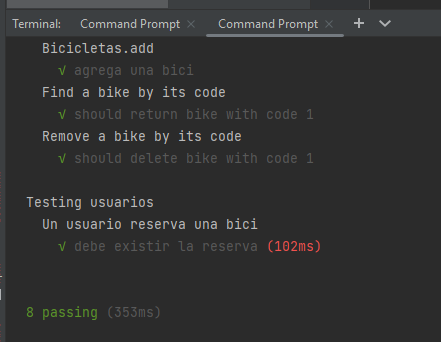 Terminal: Command Prompt × Command Prompt × +
Bicicletas.add
√ agrega una bici
Find a bike by its code
√ should return bike with code 1
Remove a bike by its code
√ should delete bike with code 1
Testing usuarios
Un usuario reserva una bici
√ debe existir la reserva (102ms)
8 passing (353ms)